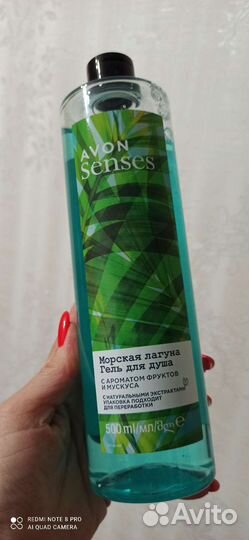 AVON
senses
Морская лагуна
Гель для душа
С АРОМАТОМ ФРУКТОВ
И МУСКУСА
С НАТУРАЛЬНЫМИ ЭКСТРАКТАМИ
УПАКОВКА ПОДХОДИТ
ДЛЯ ПЕРЕРАБОТКИ
500 ml/мл/მლ e
REDMI NOTE 8 PRO
AI QUAD CAMERA
Avito